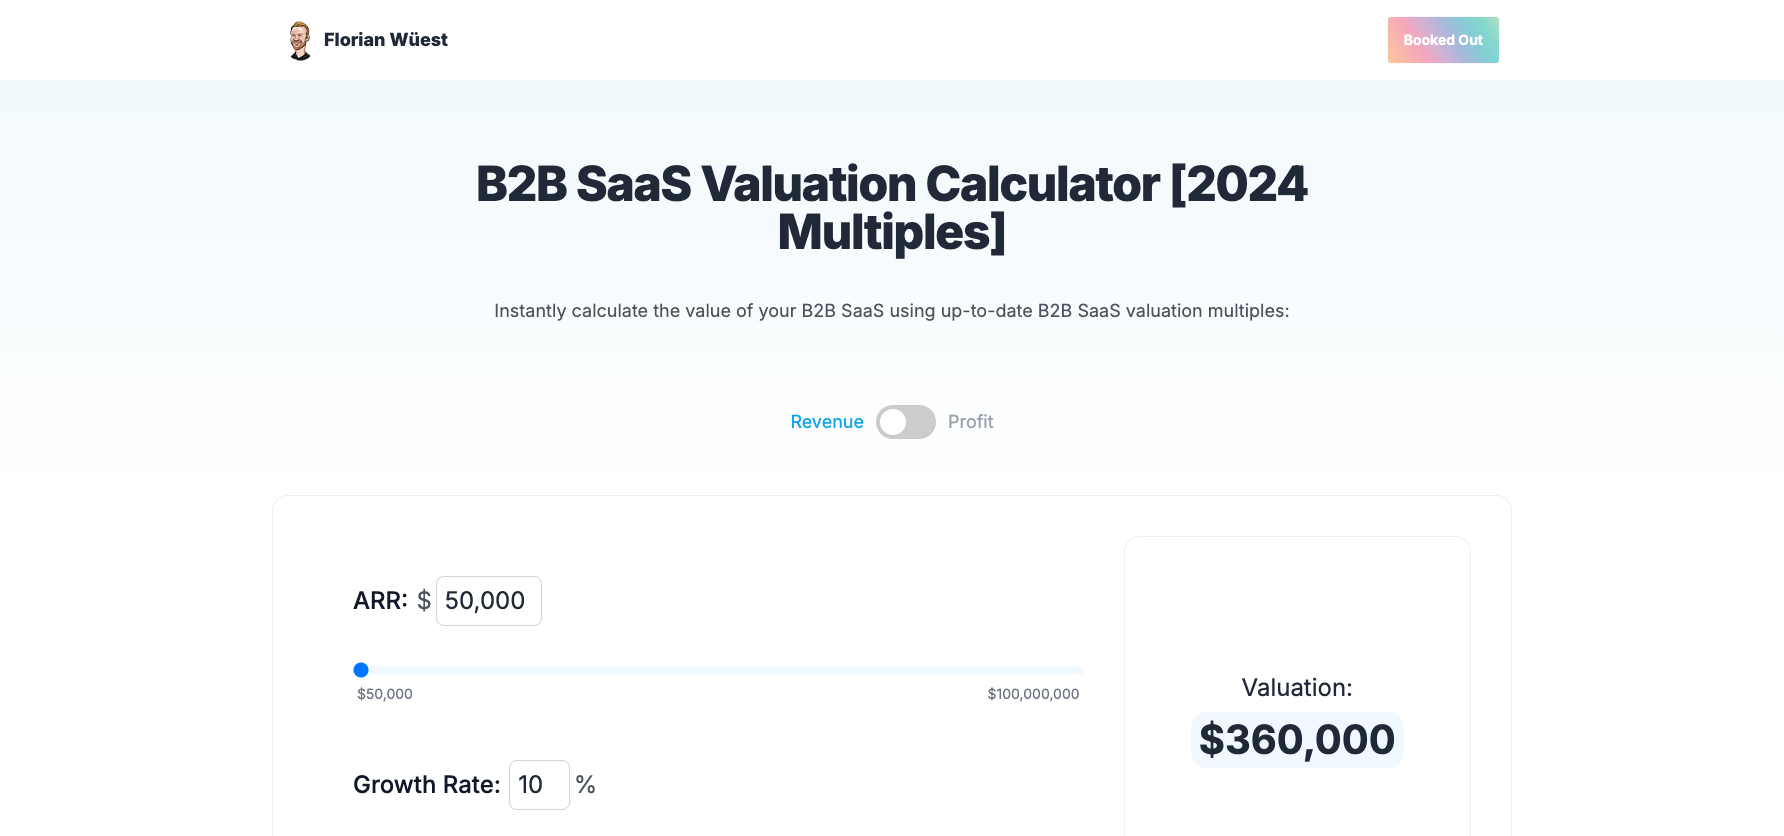 Florian Wüest
Booked Out
B2B SaaS Valuation Calculator [2024
Multiples]
Instantly calculate the value of your B2B SaaS using up-to-date B2B SaaS valuation multiples:
Revenue Profit
ARR: $ 50,000
$50,000 $100,000,000
Growth Rate: 10 %
Valuation:
$360,000